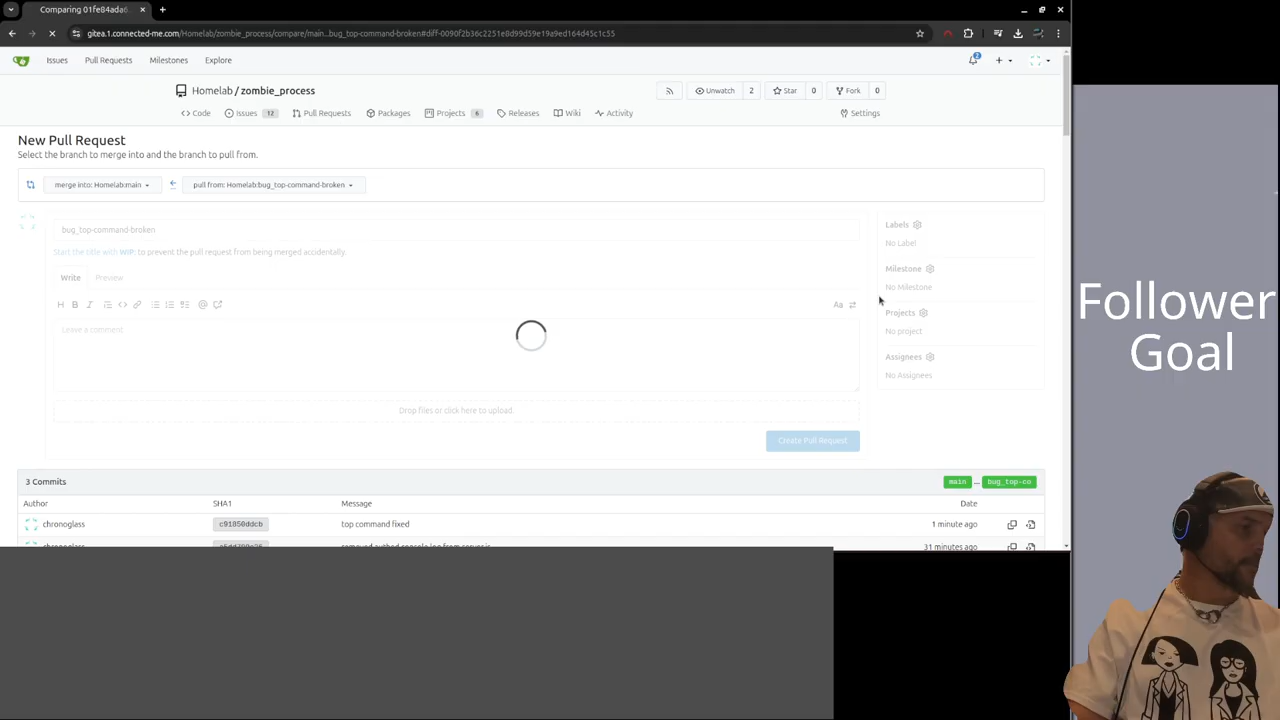 Comparing 01fe84ada6
gitea.1.connected-me.com/Homelab/zombie_process/compare/main...bug_top-command-broken#diff-0090f2b36c2251e8d99d59e19a9ed164d45c1c55
Issues Pull Requests Milestones Explore 2
Homelab / zombie_process Unwatch 2 Star 0 Fork 0
Code Issues 12 Pull Requests Packages Projects 6 Releases Wiki Activity Settings
New Pull Request
Select the branch to merge into and the branch to pull from.
merge into: Homelab:main pull from: Homelab:bug_top-command-broken
bug_top-command-broken
Start the title with WIP: to prevent the pull request from being merged accidentally.
Write Preview
H B I Aa
Leave a comment
Drop files or click here to upload.
Create Pull Request
Labels
No Label
Milestone
No Milestone
Projects
No project
Assignees
No Assignees
3 Commits main ... bug_top-co
Author SHA1 Message Date
chronoglass c91850ddcb top command fixed 1 minute ago
31 minutes ago
Follower
Goal